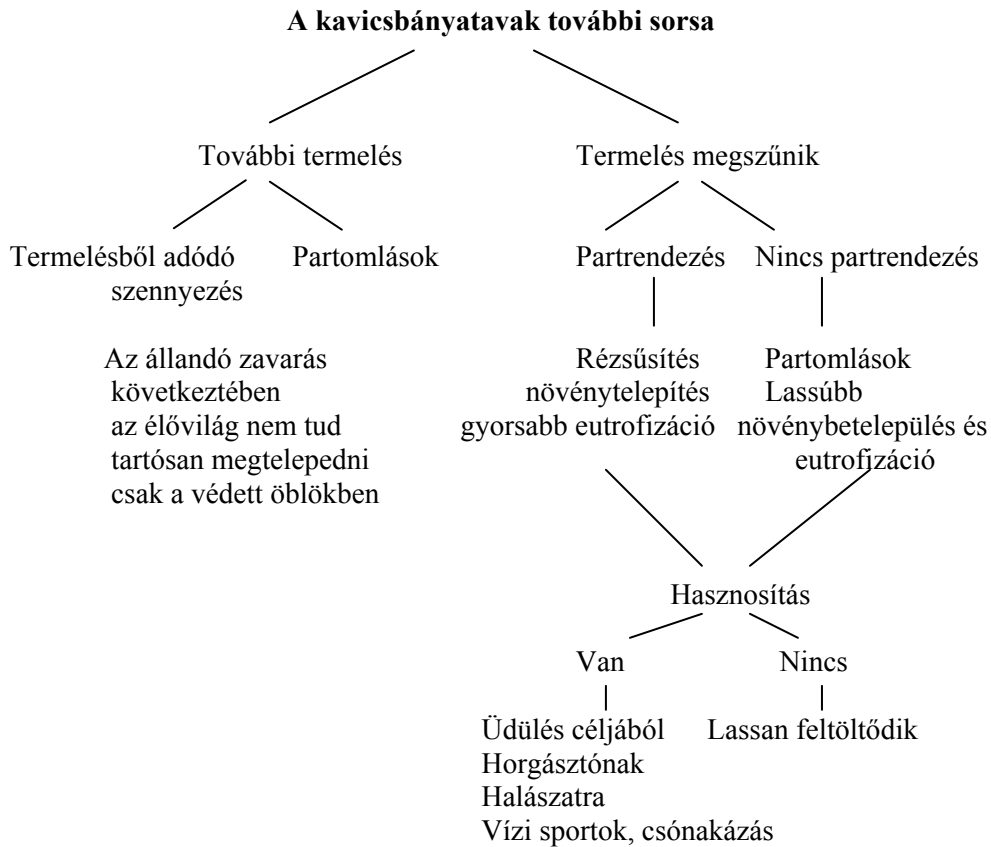 A kavicsbányatavak további sorsa
További termelés
Termelés megszűnik
Termelésből adódó
szennyezés
Partomlások
Partrendezés
Nincs partrendezés
Az állandó zavarás
következtében
az élővilág nem tud
tartósan megtelepedni
csak a védett öblökben
Rézsűsítés
növénytelepítés
gyorsabb eutrofizáció
Partomlások
Lassúbb
növénybetelepülés és
eutrofizáció
Hasznosítás
Van
Nincs
Üdülés céljából
Horgásztónak
Halászatra
Vízi sportok, csónakázás
Lassan feltöltődik